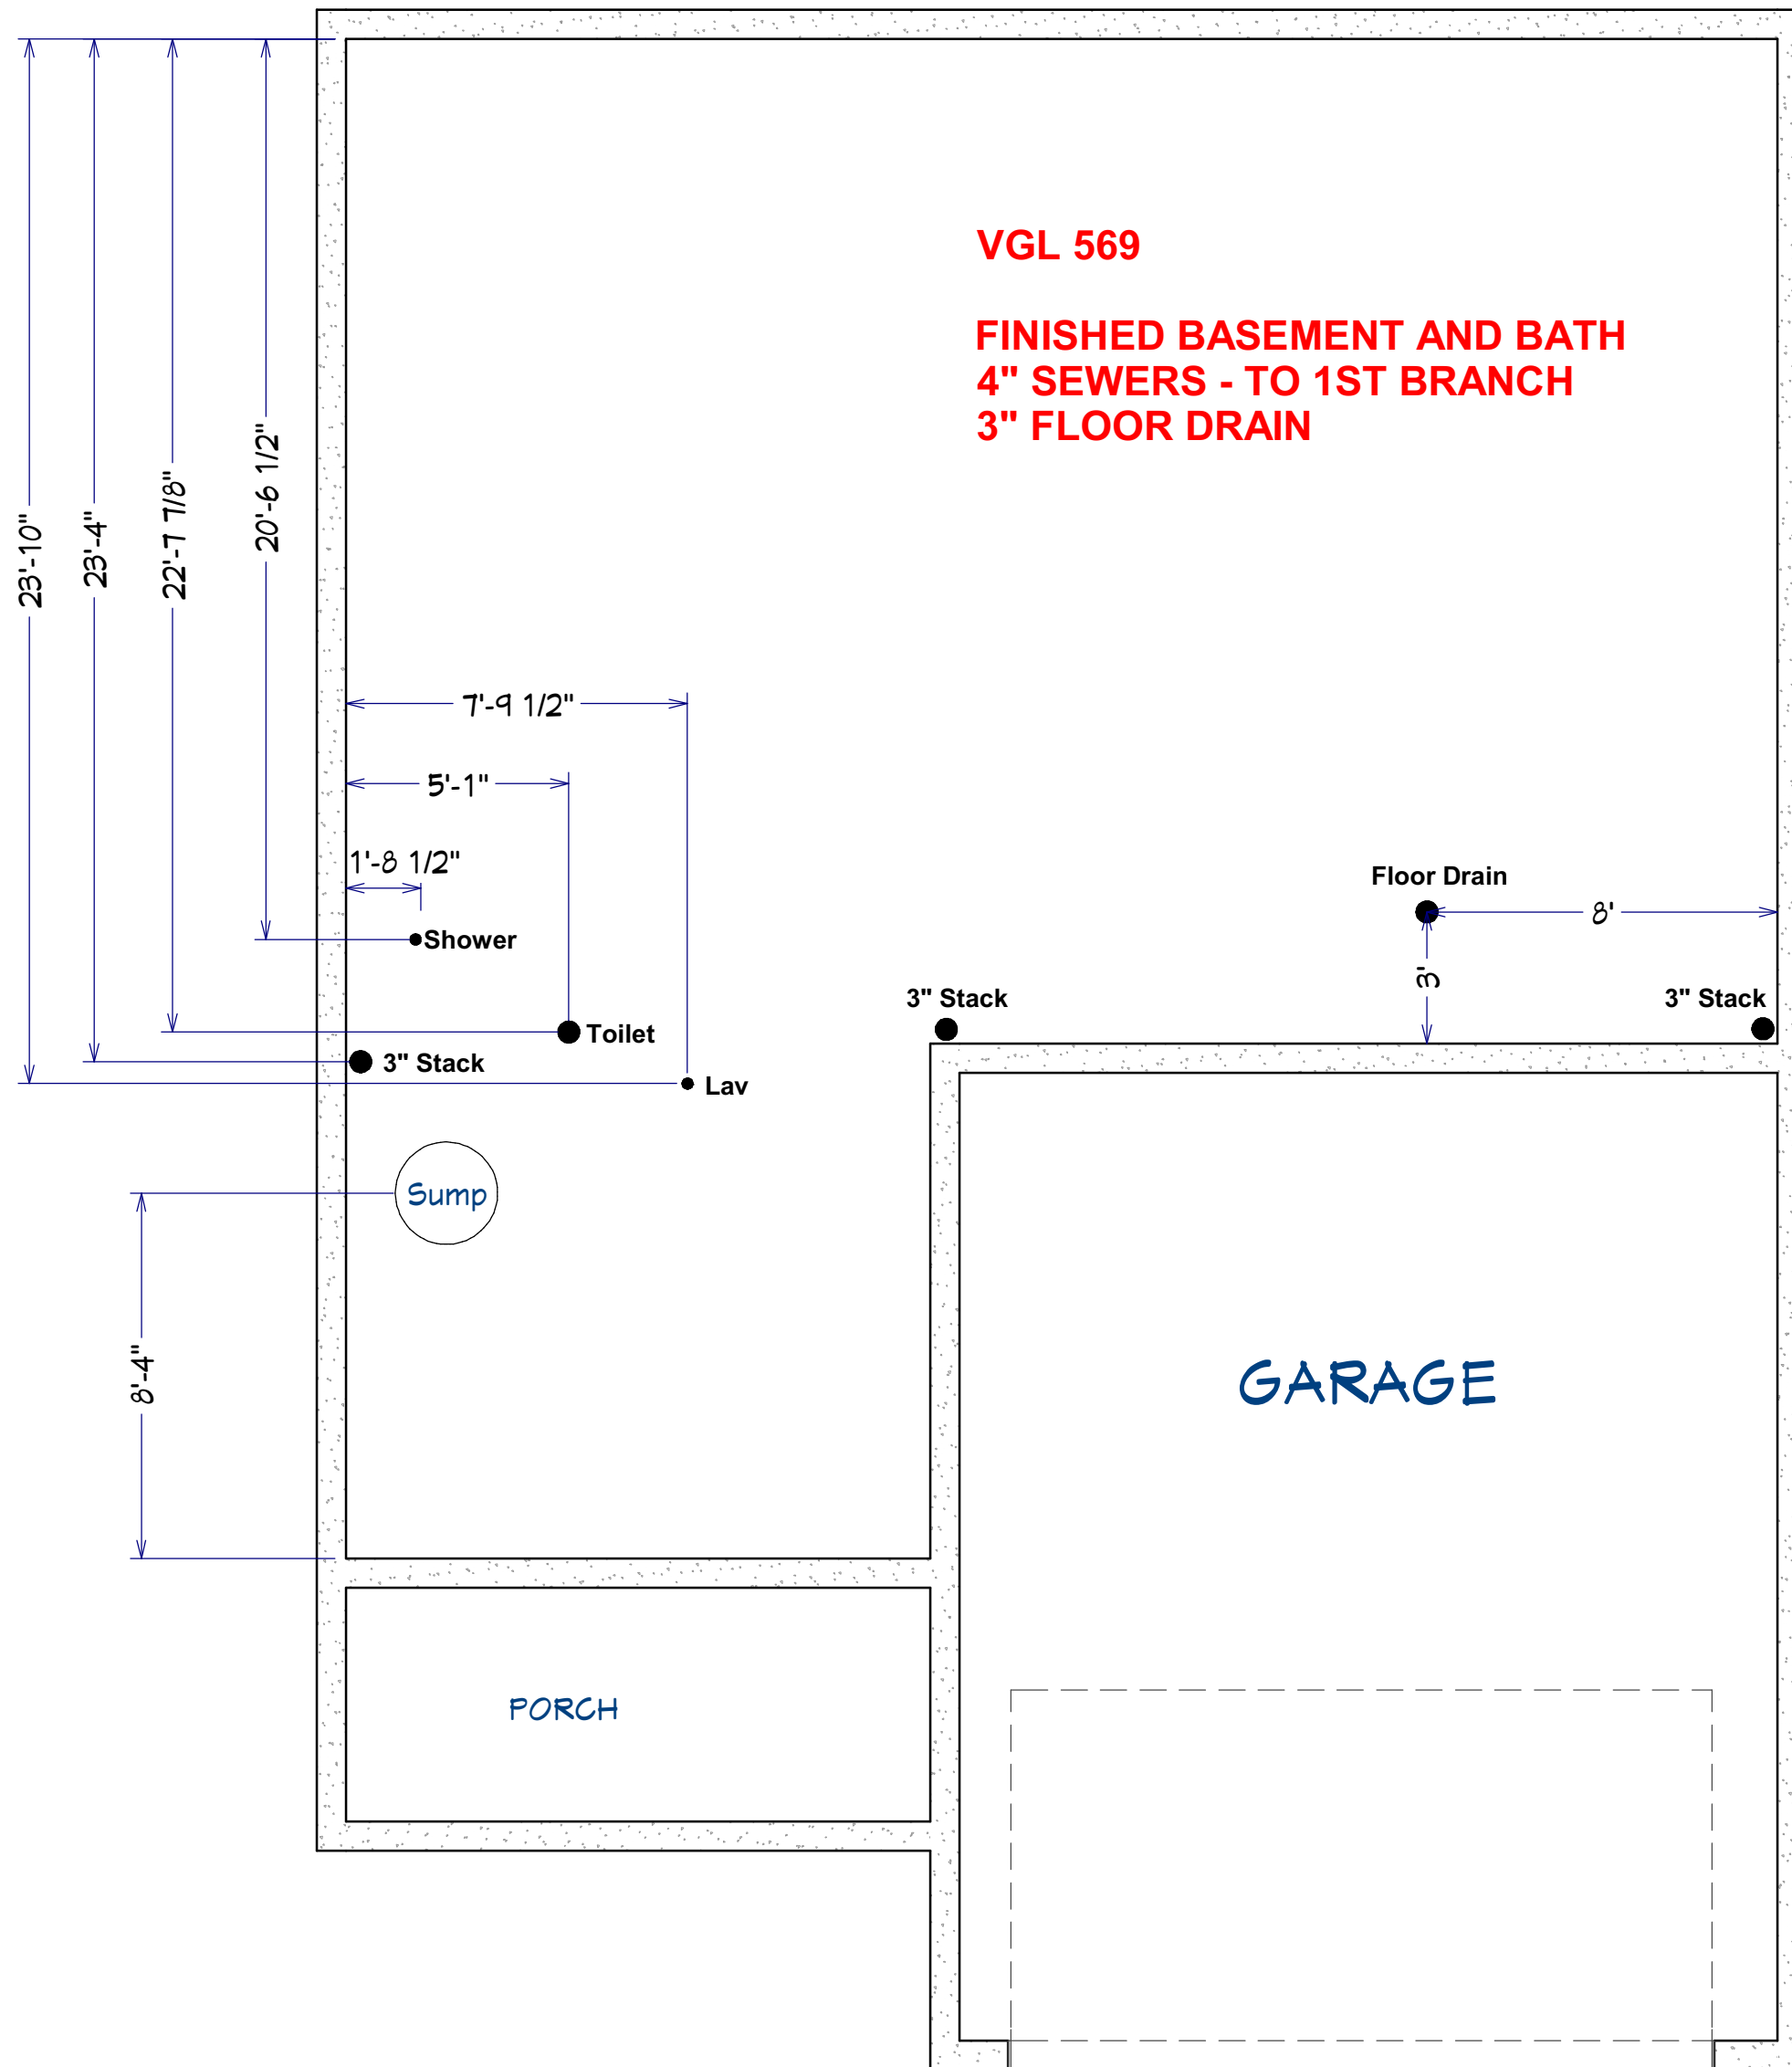 VGL 569
FINISHED BASEMENT AND BATH
4" SEWERS - TO 1ST BRANCH
3" FLOOR DRAIN
23'-10"
23'-4"
22'-7 7/8"
20'-6 1/2"
7'-9 1/2"
5'-1"
1'-8 1/2"
Shower
Floor Drain
8'
3'
3" Stack
3" Stack
Toilet
3" Stack
Lav
Sump
8'-4"
GARAGE
PORCH